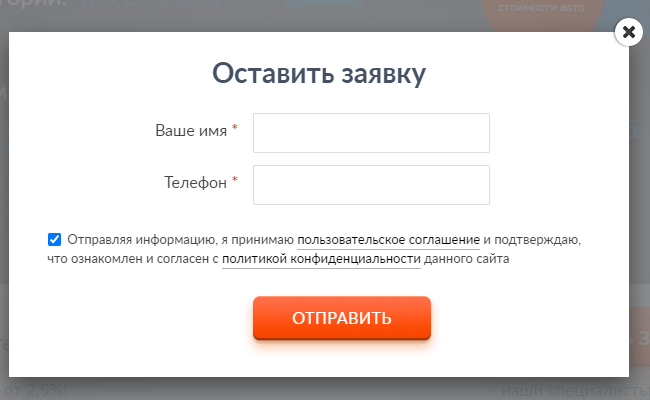 стоимости авто
Оставить заявку
Ваше имя *
Телефон *
Отправляя информацию, я принимаю пользовательское соглашение и подтверждаю,
что ознакомлен и согласен с политикой конфиденциальности данного сайта
ОТПРАВИТЬ
от 2,5%!
наши